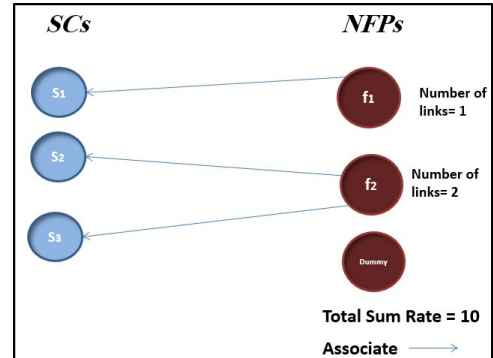 SCs
NFPs
S1
f1
Number of
links= 1
S2
f2
Number of
links= 2
S3
Dummy
Total Sum Rate = 10
Associate